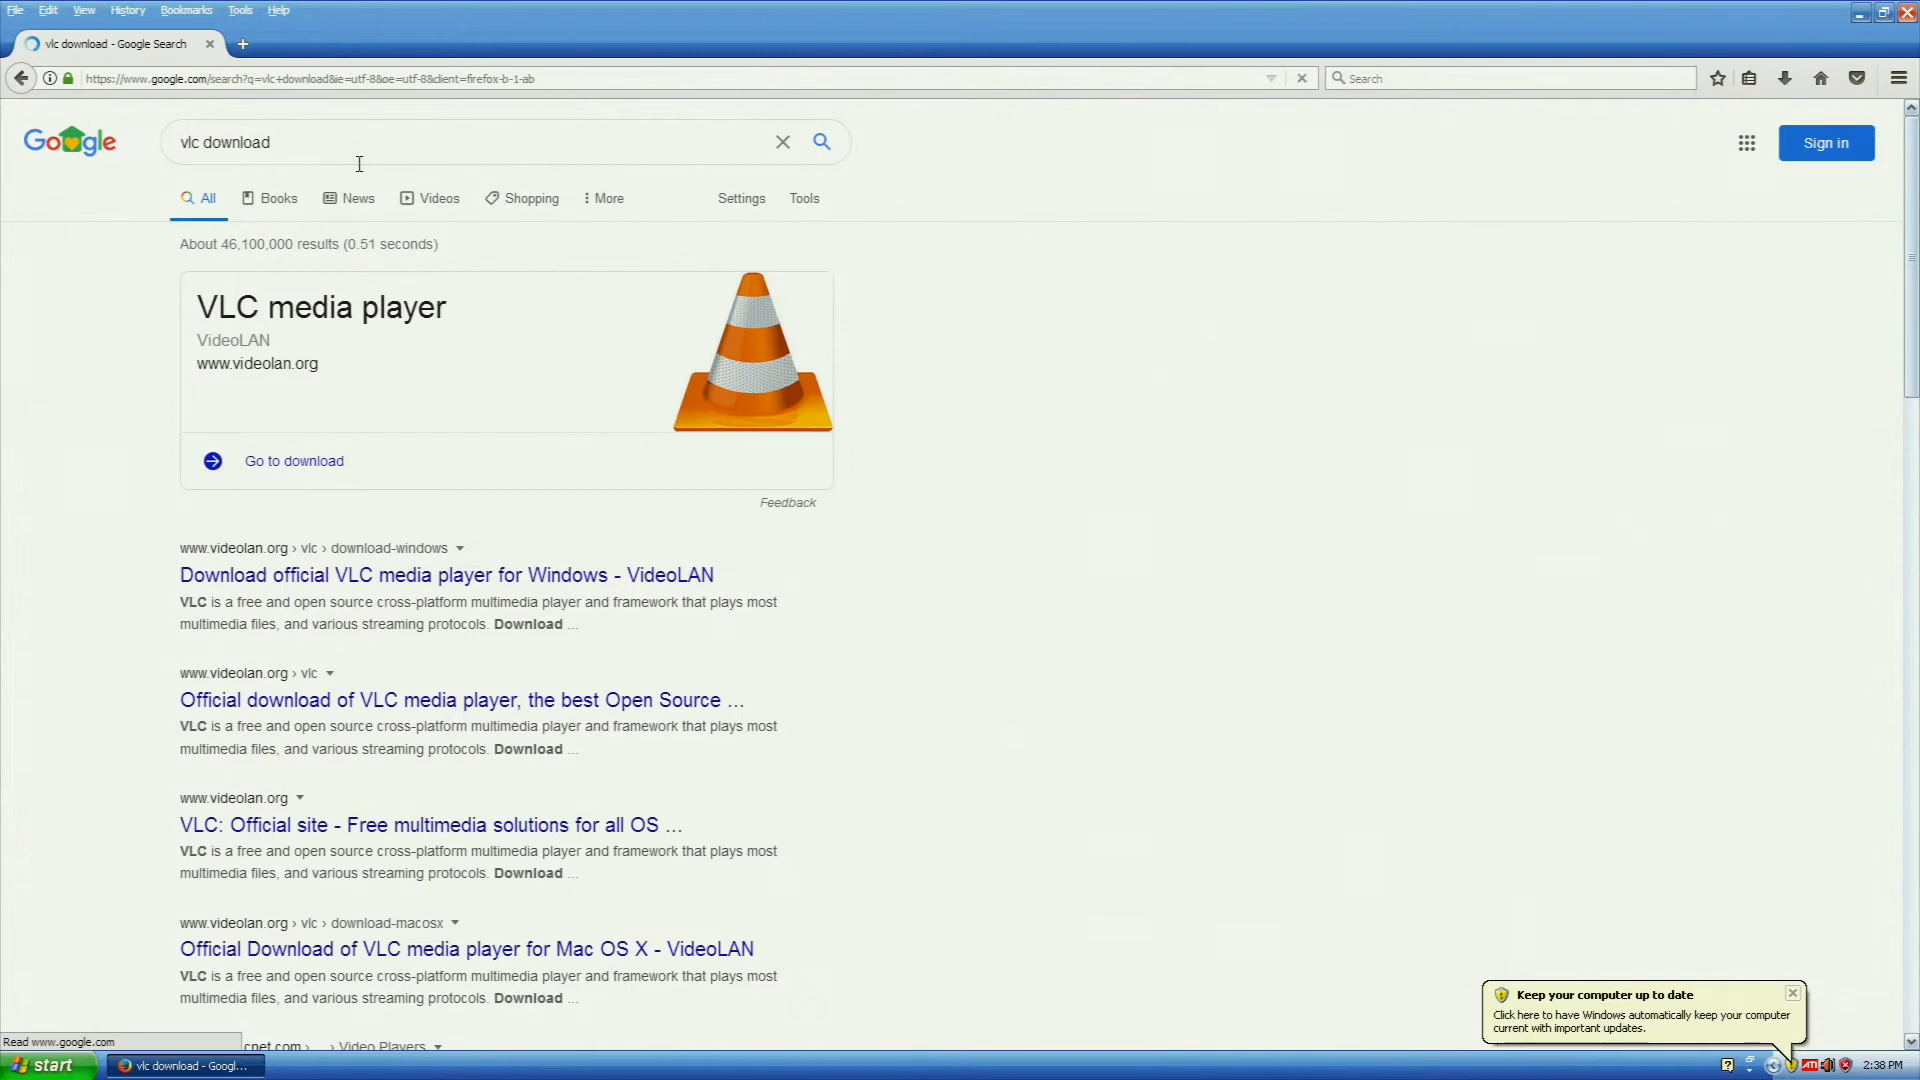 File Edit View History Bookmarks Tools Help
vlc download - Google Search
https://www.google.com/search?q=vlc+download&ie=utf-8&oe=utf-8&client=firefox-b-1-ab
Search
Google
vlc download
Sign in
All Books News Videos Shopping More Settings Tools
About 46,100,000 results (0.51 seconds)
VLC media player
VideoLAN
www.videolan.org
Go to download
Feedback
www.videolan.org › vlc › download-windows
Download official VLC media player for Windows - VideoLAN
VLC is a free and open source cross-platform multimedia player and framework that plays most
multimedia files, and various streaming protocols. Download ...
www.videolan.org › vlc
Official download of VLC media player, the best Open Source ...
VLC is a free and open source cross-platform multimedia player and framework that plays most
multimedia files, and various streaming protocols. Download ...
www.videolan.org
VLC: Official site - Free multimedia solutions for all OS ...
VLC is a free and open source cross-platform multimedia player and framework that plays most
multimedia files, and various streaming protocols. Download ...
www.videolan.org › vlc › download-macosx
Official Download of VLC media player for Mac OS X - VideoLAN
VLC is a free and open source cross-platform multimedia player and framework that plays most
multimedia files, and various streaming protocols. Download ...
Keep your computer up to date
Click here to have Windows automatically keep your computer
current with important updates.
Read www.google.com
cnet.com › ... › Video Players
start
vlc download - Googl...
ATI
2:38 PM